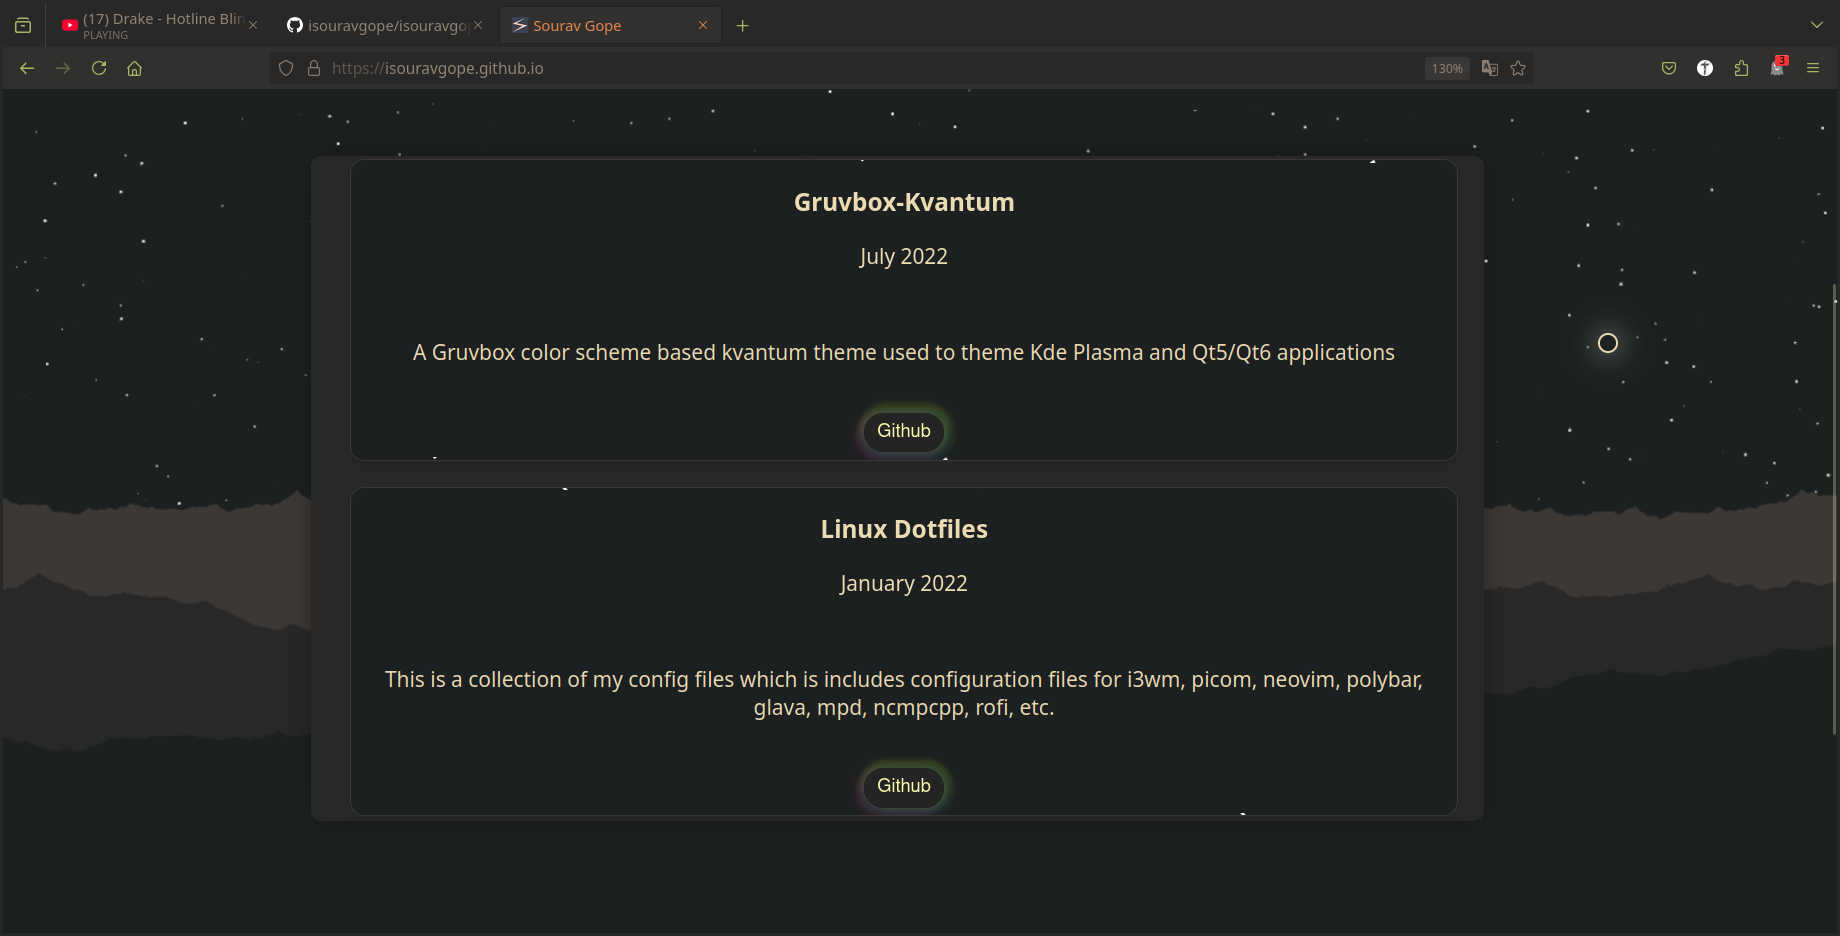 (17) Drake - Hotline Blin
PLAYING
isouravgope/isouravgo
Sourav Gope
https://isouravgope.github.io
130%
3
Gruvbox-Kvantum
July 2022
A Gruvbox color scheme based kvantum theme used to theme Kde Plasma and Qt5/Qt6 applications
Github
Linux Dotfiles
January 2022
This is a collection of my config files which is includes configuration files for i3wm, picom, neovim, polybar,
glava, mpd, ncmpcpp, rofi, etc.
Github